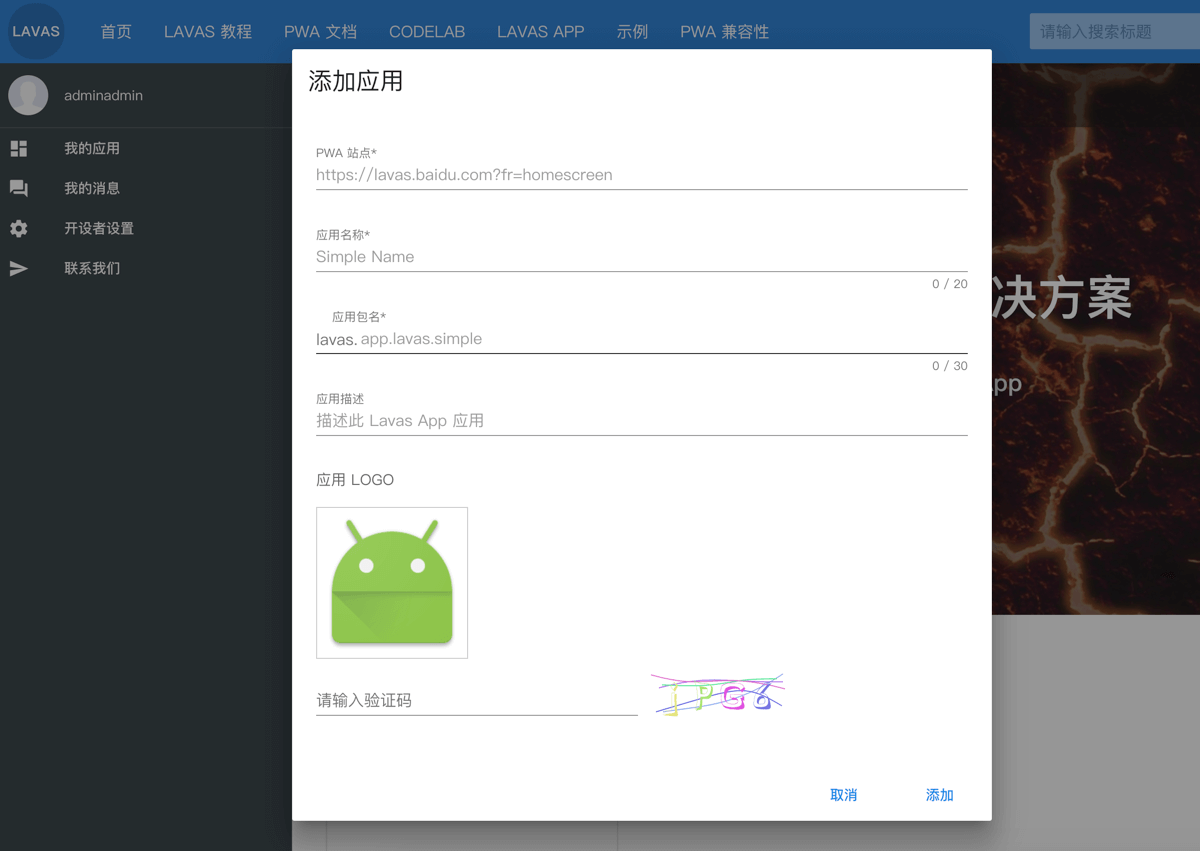 LAVAS 首页 LAVAS 教程 PWA 文档 CODELAB LAVAS APP 示例 PWA 兼容性 请输入搜索标题
adminadmin
我的应用
我的消息
开设者设置
联系我们
添加应用
PWA 站点*
https://lavas.baidu.com?fr=homescreen
应用名称*
Simple Name
0 / 20
应用包名*
lavas. app.lavas.simple
0 / 30
应用描述
描述此 Lavas App 应用
应用 LOGO
请输入验证码
取消 添加
决方案
App